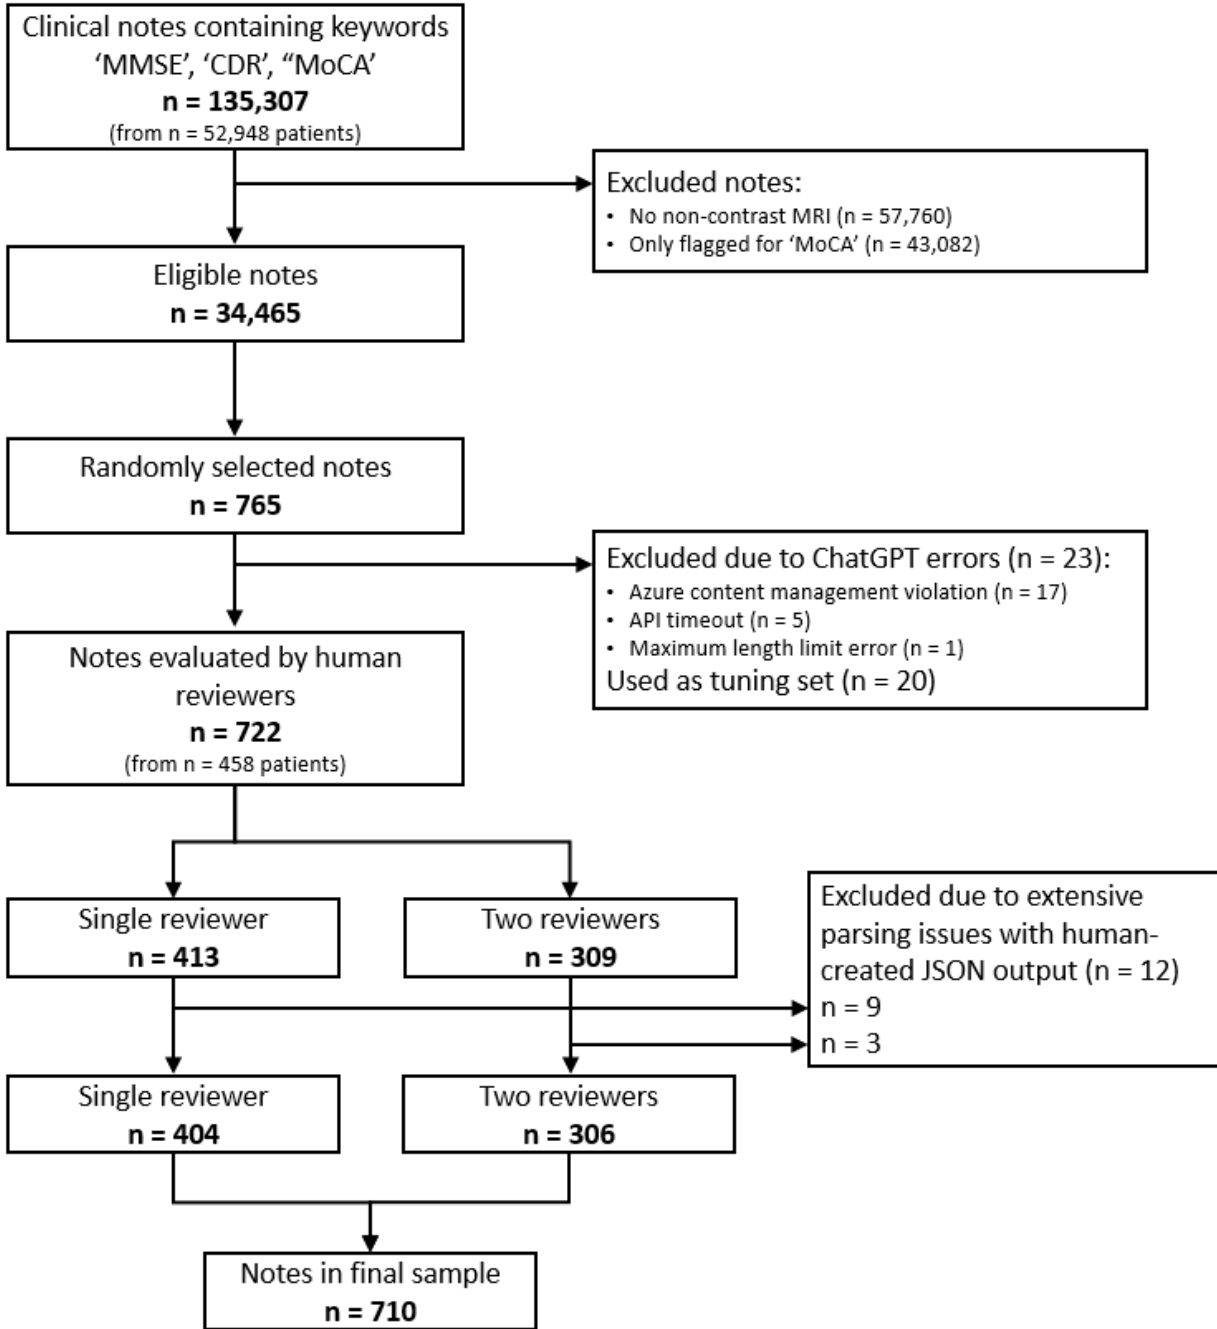 Clinical notes containing keywords
‘MMSE’, ‘CDR’, “MoCA’
n = 135,307
(from n = 52,948 patients)
Excluded notes:
• No non-contrast MRI (n = 57,760)
• Only flagged for ‘MoCA’ (n = 43,082)
Eligible notes
n = 34,465
Randomly selected notes
n = 765
Excluded due to ChatGPT errors (n = 23):
• Azure content management violation (n = 17)
• API timeout (n = 5)
• Maximum length limit error (n = 1)
Used as tuning set (n = 20)
Notes evaluated by human
reviewers
n = 722
(from n = 458 patients)
Single reviewer
n = 413
Two reviewers
n = 309
Excluded due to extensive
parsing issues with human-
created JSON output (n = 12)
n = 9
n = 3
Single reviewer
n = 404
Two reviewers
n = 306
Notes in final sample
n = 710